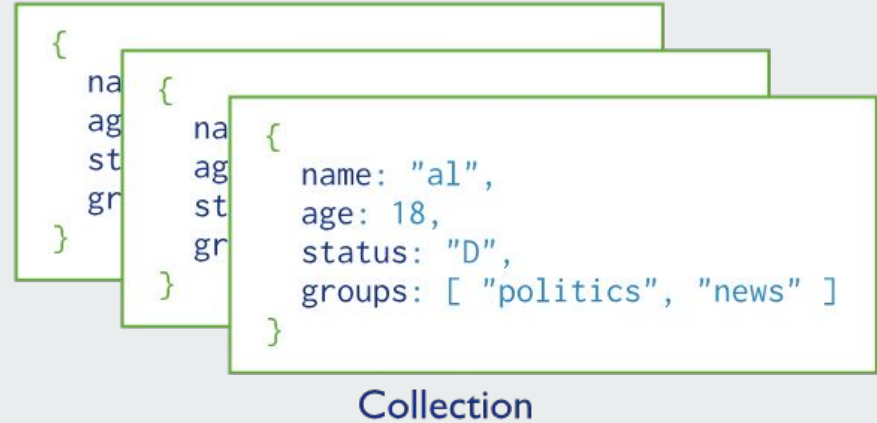 {
na
ag
st
gr
}
{
na
ag
st
gr
}
{
name: "al",
age: 18,
status: "D",
groups: [ "politics", "news" ]
}
Collection